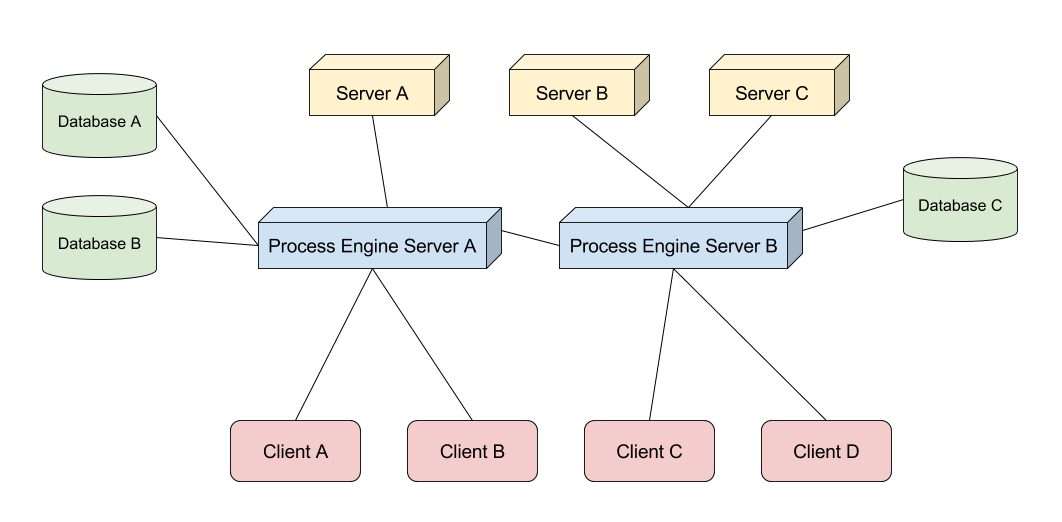 Server A
Server B
Server C
Database A
Database C
Database B
Process Engine Server A
Process Engine Server B
Client A
Client B
Client C
Client D